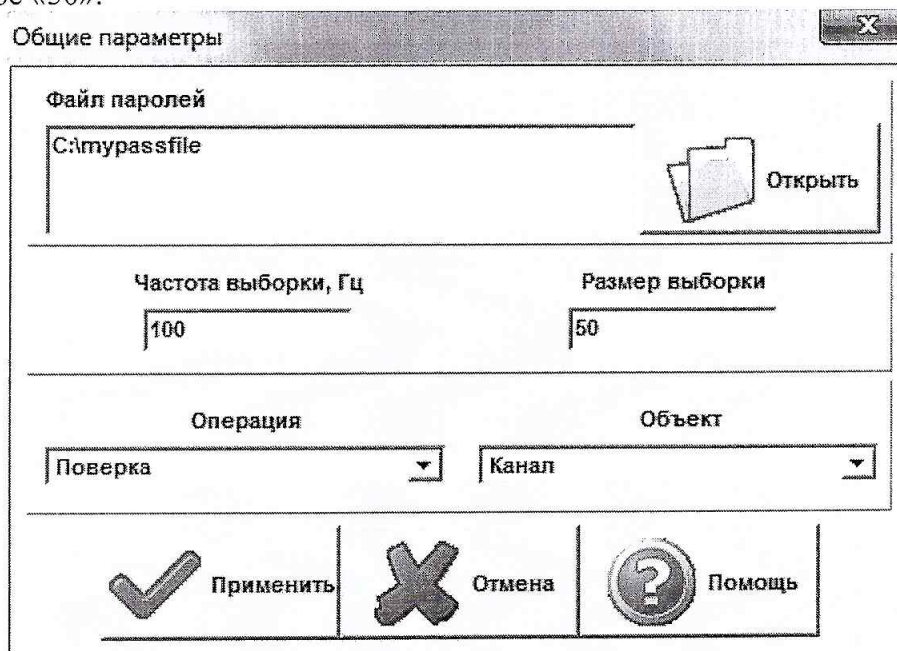 «50».
Общие параметры
Файл паролей
C:\mypassfile
Открыть
Частота выборки, Гц
Размер выборки
100
50
Операция
Объект
Поверка
Канал
Применить
Отмена
Помощь